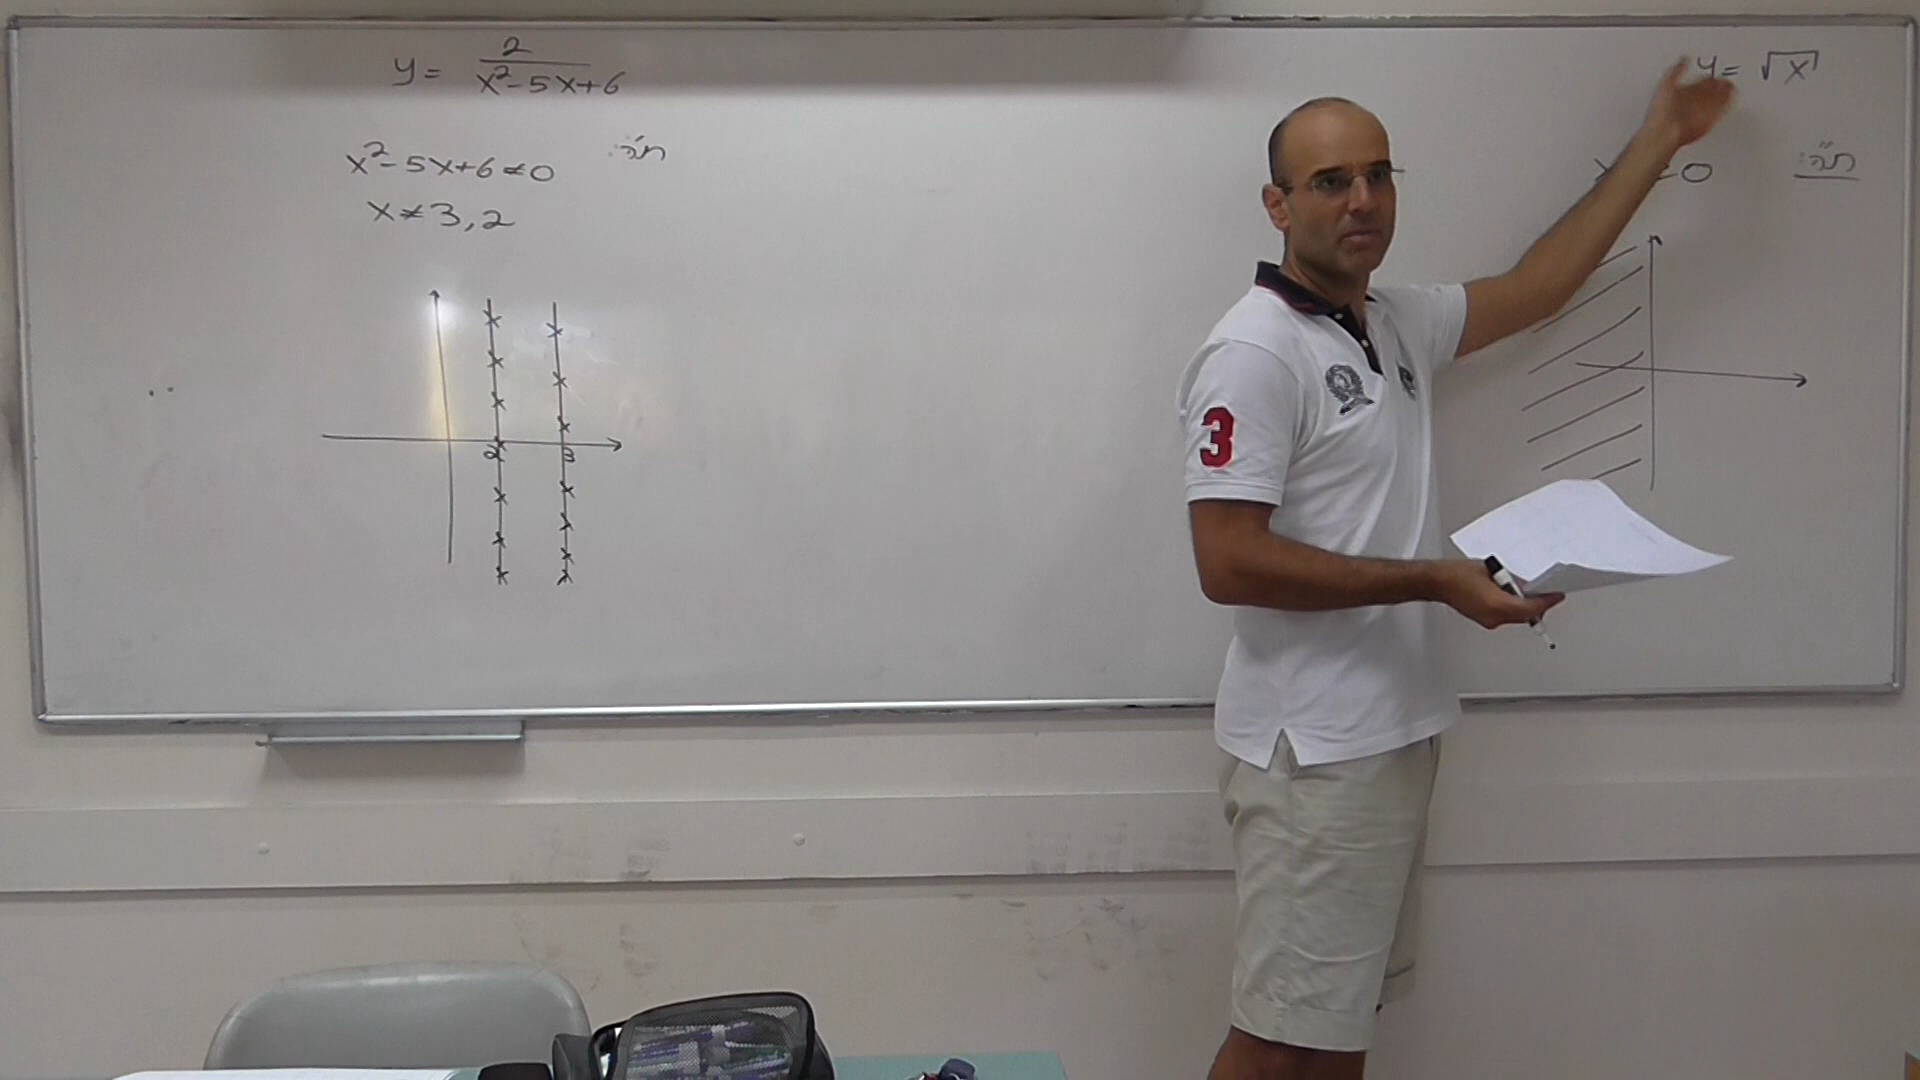 y = 2/(x²-5x+6)
ת"ה:
x²-5x+6≠0
x≠3,2
2 3
y = √x
ת"ה:
0
3